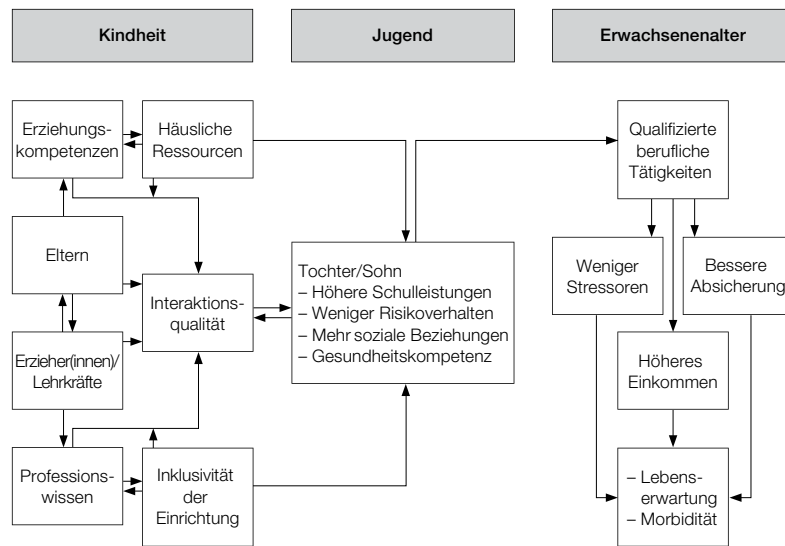 Kindheit
Jugend
Erwachsenenalter
Erziehungs-
kompetenzen
Häusliche
Ressourcen
Qualifizierte
berufliche
Tätigkeiten
Eltern
Interaktions-
qualität
Tochter/Sohn
– Höhere Schulleistungen
– Weniger Risikoverhalten
– Mehr soziale Beziehungen
– Gesundheitskompetenz
Weniger
Stressoren
Bessere
Absicherung
Erzieher(innen)/
Lehrkräfte
Höheres
Einkommen
Professions-
wissen
Inklusivität
der
Einrichtung
– Lebens-
erwartung
– Morbidität